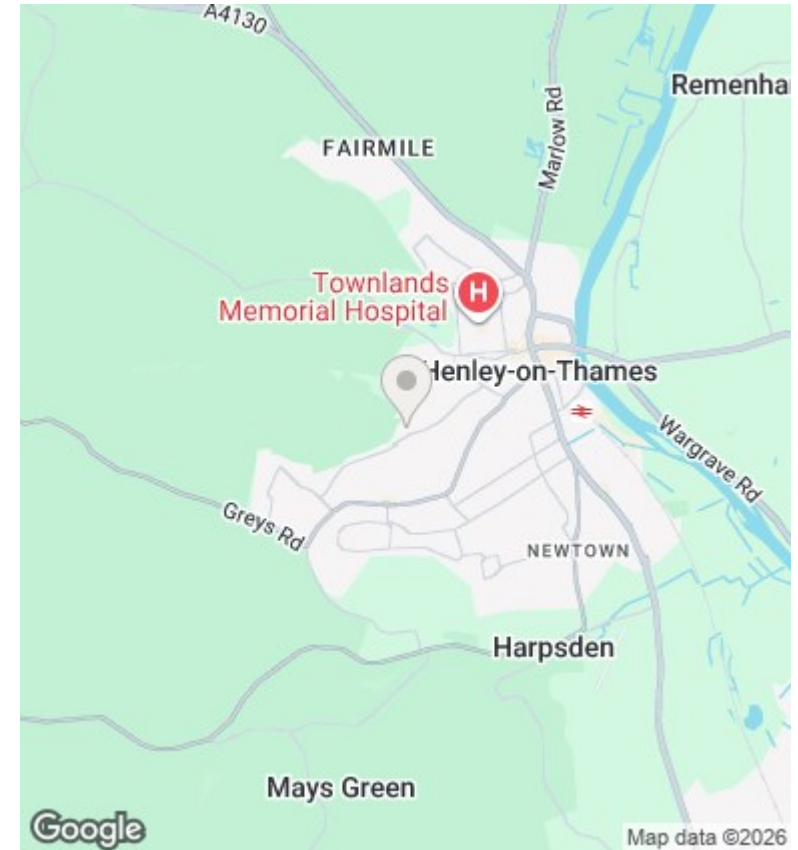 A4130
Marlow Rd
Remenha
FAIRMILE
Townlands
Memorial Hospital
H
Henley-on-Thames
Wargrave Rd
Greys Rd
NEWTOWN
Harpsden
Mays Green
Google
Map data ©2026